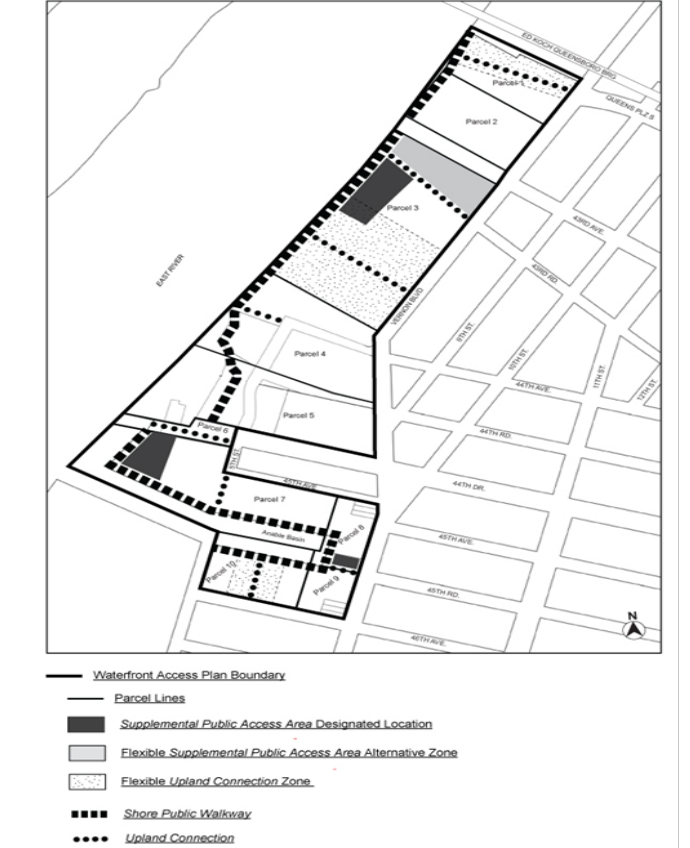 ED KOCH QUEENSBORO BRG
QUEENS PLZ S
Parcel 1
Parcel 2
Parcel 3
43RD AVE.
43RD RD.
EAST RIVER
VERNON BLVD
9TH ST.
10TH ST.
11TH ST.
12TH ST.
Parcel 4
44TH AVE.
Parcel 5
Parcel 6
44TH RD.
5TH ST.
45TH AVE.
44TH DR.
Parcel 7
Anable Basin
Parcel 8
45TH AVE.
Parcel 10
Parcel 9
45TH RD.
46TH AVE.
N
Waterfront Access Plan Boundary
Parcel Lines
Supplemental Public Access Area Designated Location
Flexible Supplemental Public Access Area Alternative Zone
Flexible Upland Connection Zone
Shore Public Walkway
Upland Connection